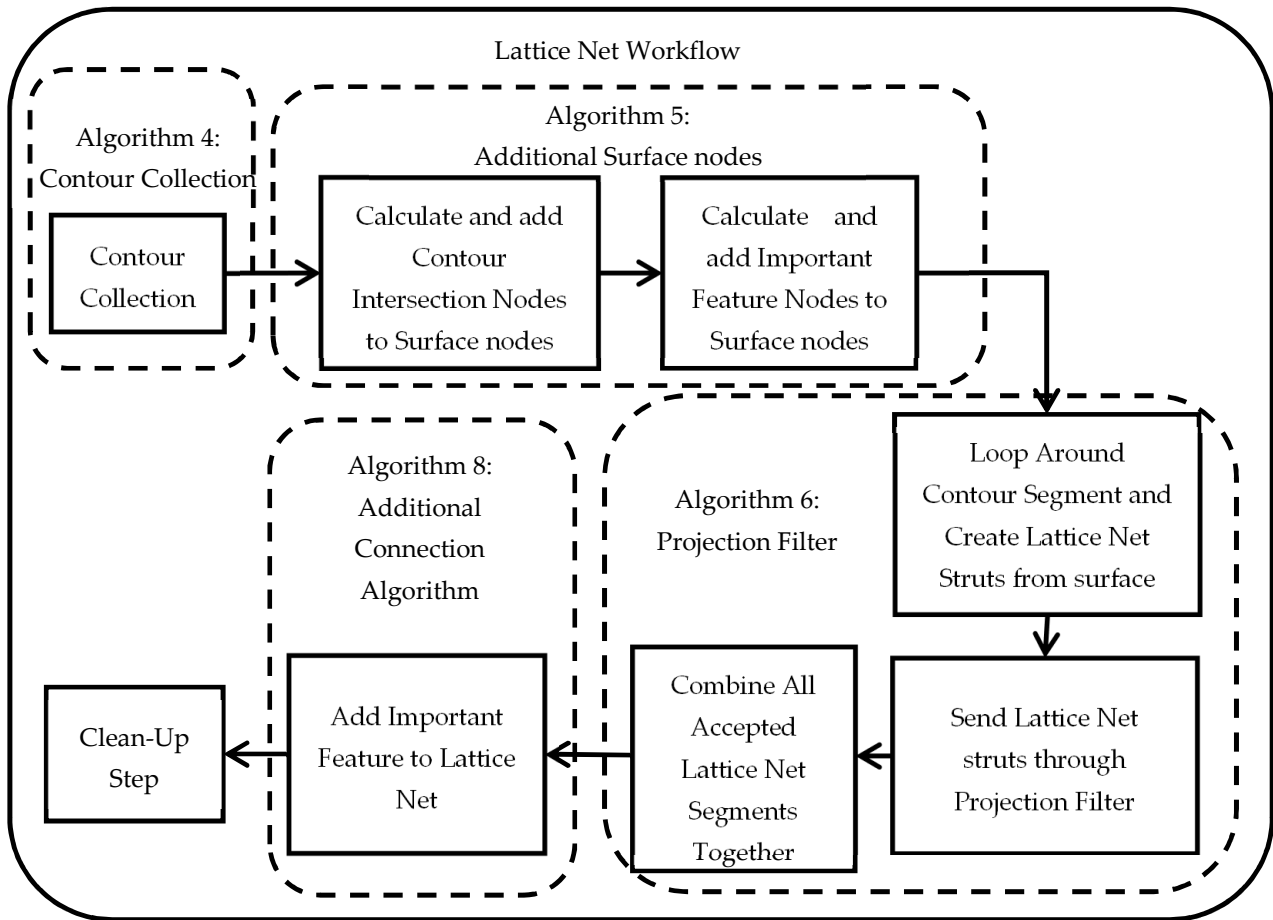 Lattice Net Workflow
Algorithm 4:
Contour Collection
Contour
Collection
Algorithm 5:
Additional Surface nodes
Calculate and add
Contour
Intersection Nodes
to Surface nodes
Calculate and
add Important
Feature Nodes to
Surface nodes
Algorithm 6:
Projection Filter
Loop Around
Contour Segment and
Create Lattice Net
Struts from surface
Send Lattice Net
struts through
Projection Filter
Combine All
Accepted
Lattice Net
Segments
Together
Algorithm 8:
Additional
Connection
Algorithm
Add Important
Feature to Lattice
Net
Clean-Up
Step